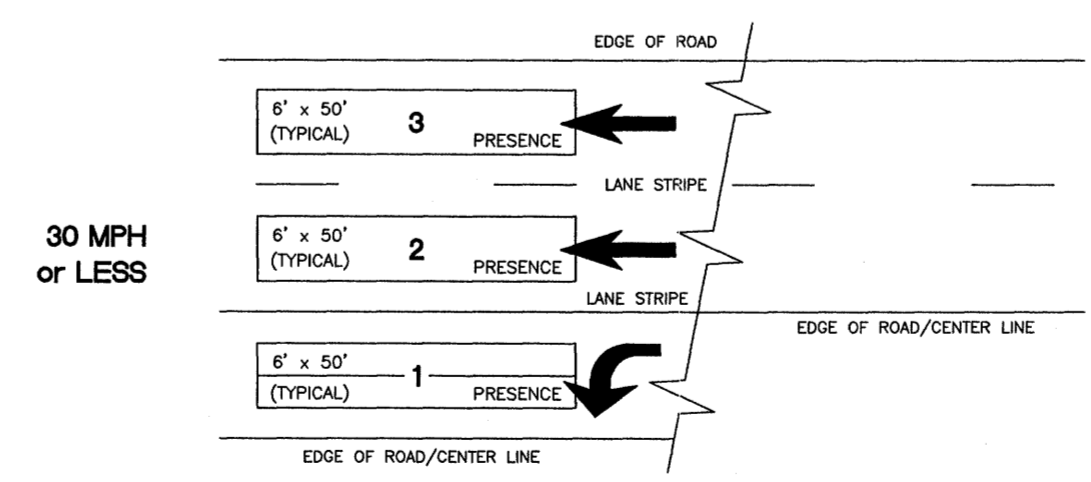 EDGE OF ROAD
6' x 50'
(TYPICAL)
3
PRESENCE
LANE STRIPE
30 MPH
or LESS
6' x 50'
(TYPICAL)
2
PRESENCE
LANE STRIPE
EDGE OF ROAD/CENTER LINE
6' x 50'
(TYPICAL)
1
PRESENCE
EDGE OF ROAD/CENTER LINE